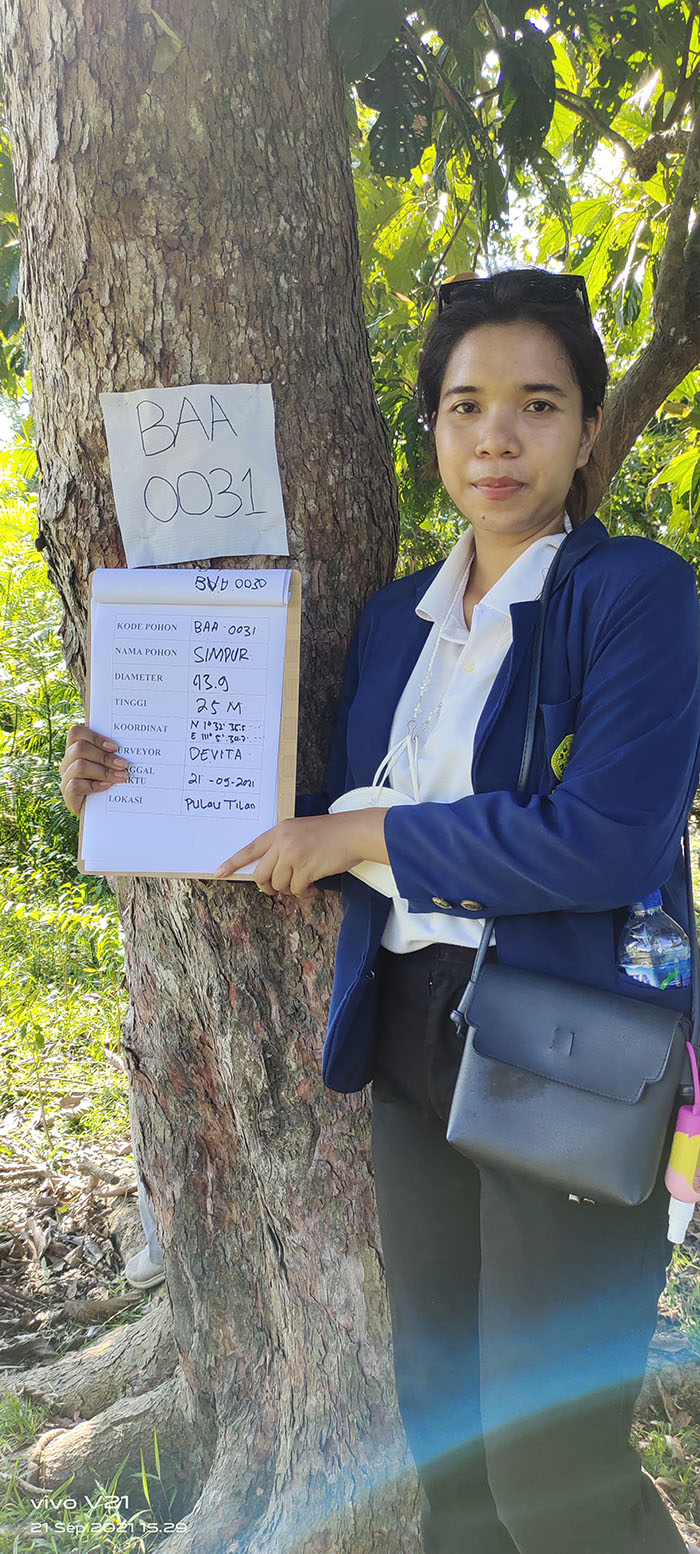 BAA
0031
BAA 0030
KODE POHON BAA 0031
NAMA POHON SIMPUR
DIAMETER 93.9
TINGGI 25 M
KOORDINAT N 1° 32' 35.5
E 111° 5'
SURVEYOR DEVITA
TANGGAL 21 -09-2021
WAKTU
LOKASI Pulau Tilan
vivo V21
21 Sep 2021 15.29